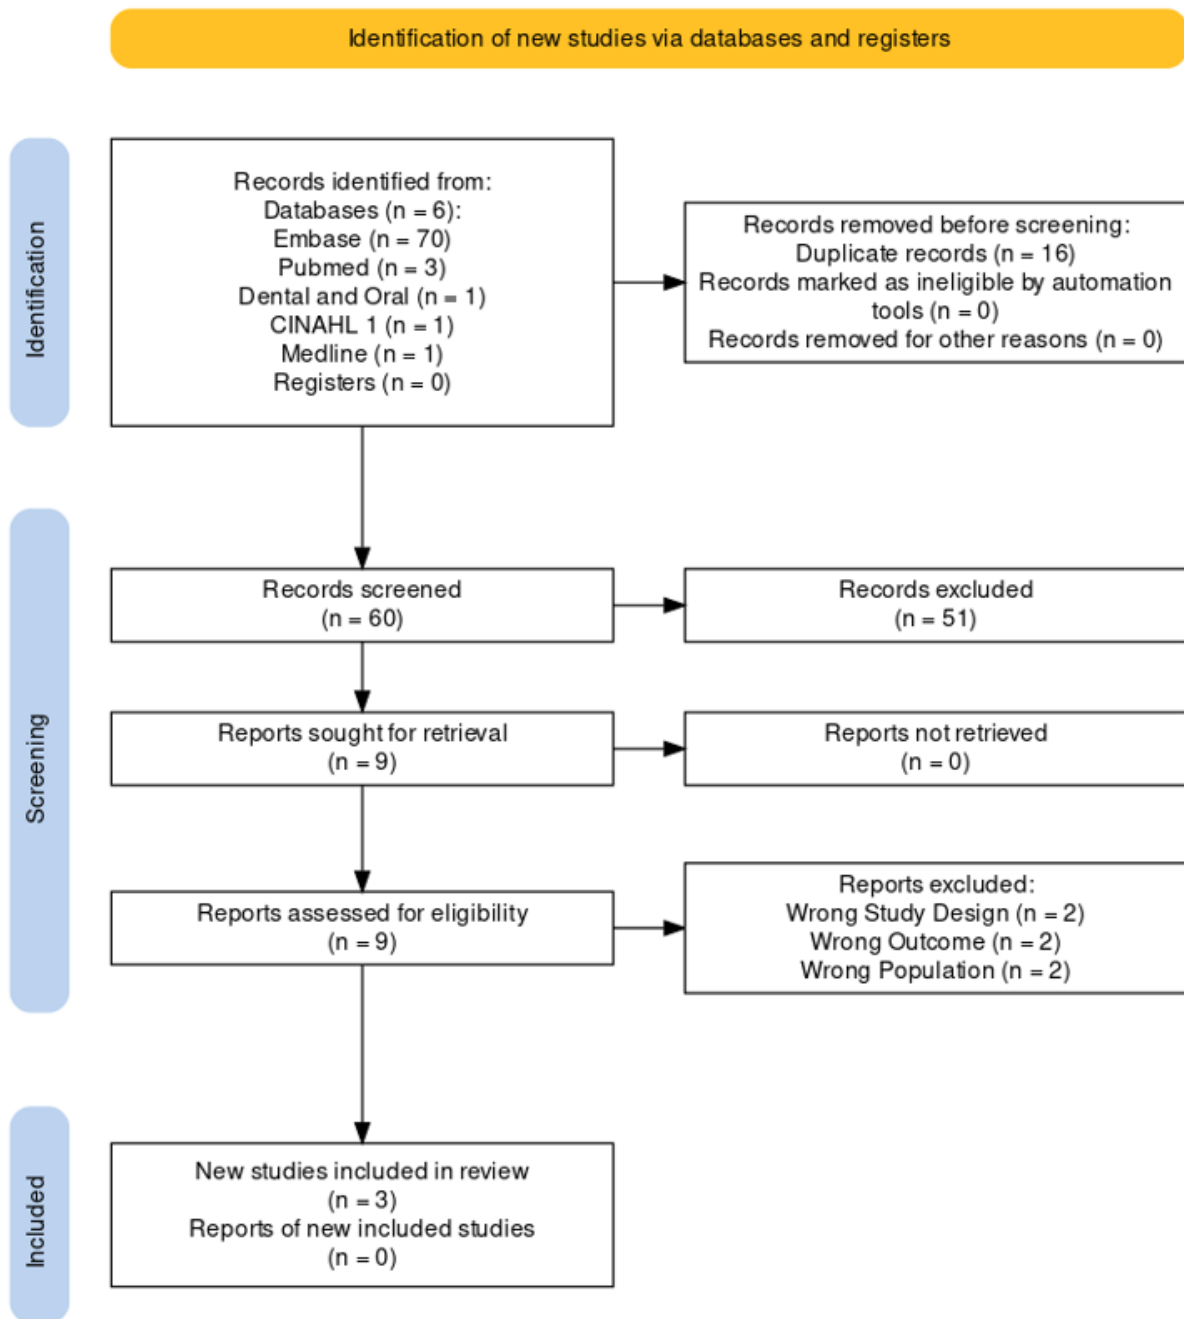 Identification of new studies via databases and registers
Identification
Records identified from:
Databases (n = 6):
Embase (n = 70)
Pubmed (n = 3)
Dental and Oral (n = 1)
CINAHL 1 (n = 1)
Medline (n = 1)
Registers (n = 0)
Records removed before screening:
Duplicate records (n = 16)
Records marked as ineligible by automation
tools (n = 0)
Records removed for other reasons (n = 0)
Screening
Records screened
(n = 60)
Records excluded
(n = 51)
Reports sought for retrieval
(n = 9)
Reports not retrieved
(n = 0)
Reports assessed for eligibility
(n = 9)
Reports excluded:
Wrong Study Design (n = 2)
Wrong Outcome (n = 2)
Wrong Population (n = 2)
Included
New studies included in review
(n = 3)
Reports of new included studies
(n = 0)